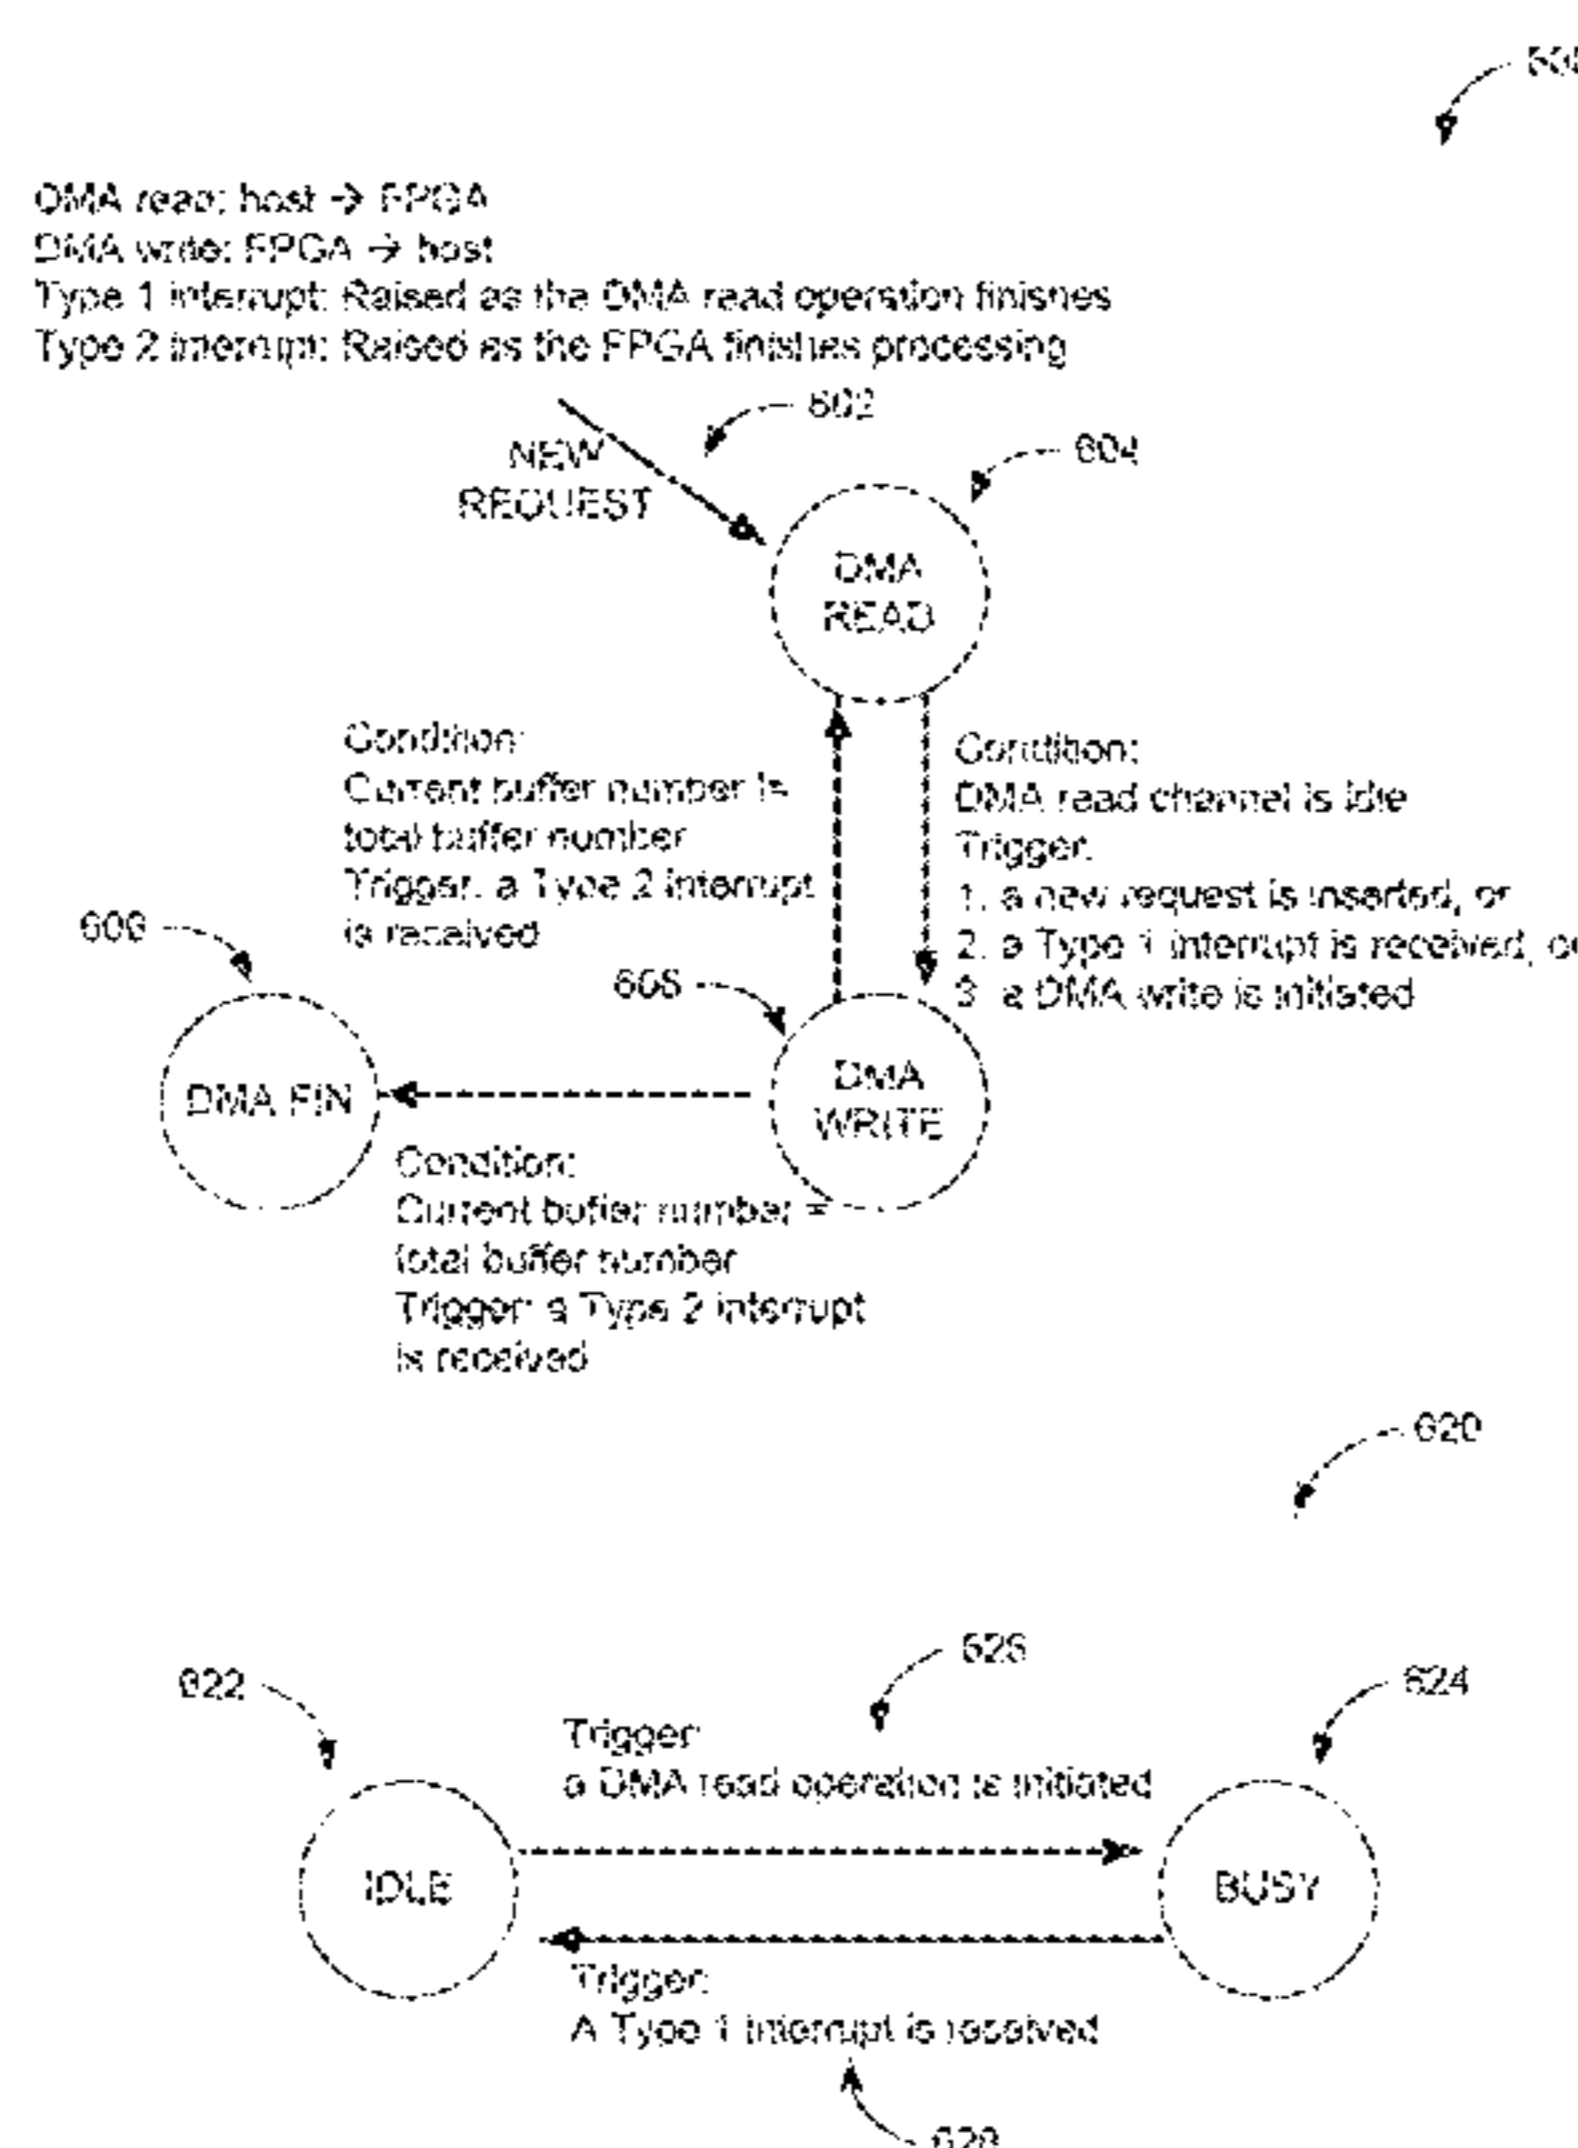 DMA read: host → FPGA
DMA write: FPGA → host
Type 1 interrupt: Raised as the DMA read operation finishes
Type 2 interrupt: Raised as the FPGA finishes processing
602
604
NEW
REQUEST
DMA
READ
Condition:
Current buffer number is
total buffer number
Trigger: a Type 2 interrupt
is received
Condition:
DMA read channel is idle
Trigger:
1. a new request is inserted, or
2. a Type 1 interrupt is received, or
3. a DMA write is initiated
DMA FIN
DMA
WRITE
Condition:
Current buffer number =
total buffer number
Trigger: a Type 2 interrupt
is received
620
622
624
Trigger:
a DMA read operation is initiated
IDLE
BUSY
Trigger:
A Type 1 interrupt is received